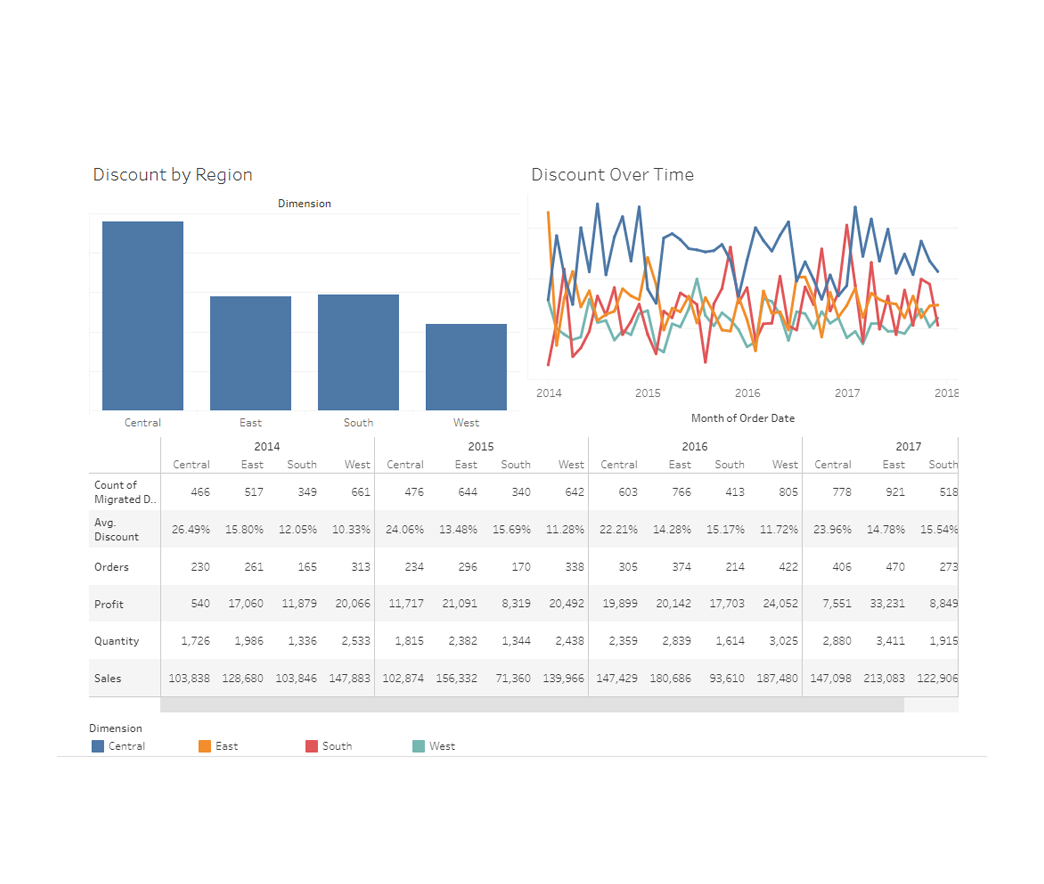 Discount by Region
Discount Over Time
Dimension
Central East South West
2014 2015 2016 2017 2018
Month of Order Date
2014 2015 2016 2017
Central East South West Central East South West Central East South West Central East South
Count of
Migrated D.. 466 517 349 661 476 644 340 642 603 766 413 805 778 921 518
Avg.
Discount 26.49% 15.80% 12.05% 10.33% 24.06% 13.48% 15.69% 11.28% 22.21% 14.28% 15.17% 11.72% 23.96% 14.78% 15.54%
Orders 230 261 165 313 234 296 170 338 305 374 214 422 406 470 273
Profit 540 17,060 11,879 20,066 11,717 21,091 8,319 20,492 19,899 20,142 17,703 24,052 7,551 33,231 8,849
Quantity 1,726 1,986 1,336 2,533 1,815 2,382 1,344 2,438 2,359 2,839 1,614 3,025 2,880 3,411 1,915
Sales 103,838 128,680 103,846 147,883 102,874 156,332 71,360 139,966 147,429 180,686 93,610 187,480 147,098 213,083 122,906
Dimension
Central East South West